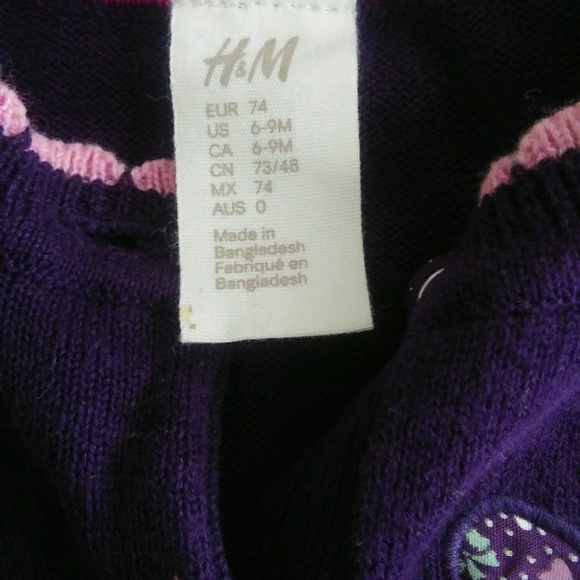 H&M
EUR 74
US 6-9M
CA 6-9M
CN 73/48
MX 74
AUS 0
Made in
Bangladesh
Fabriqué en
Bangladesh